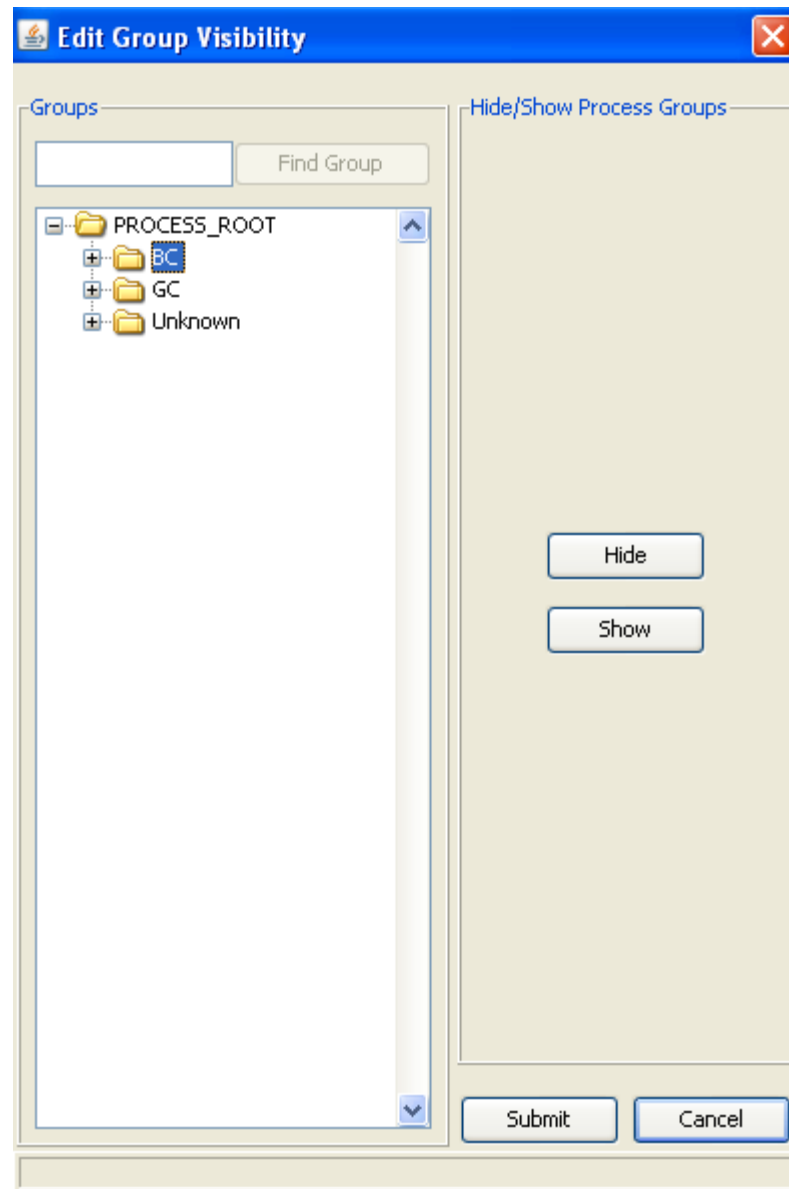 Edit Group Visibility
Groups
Find Group
PROCESS_ROOT
BC
GC
Unknown
Hide/Show Process Groups
Hide
Show
Submit
Cancel